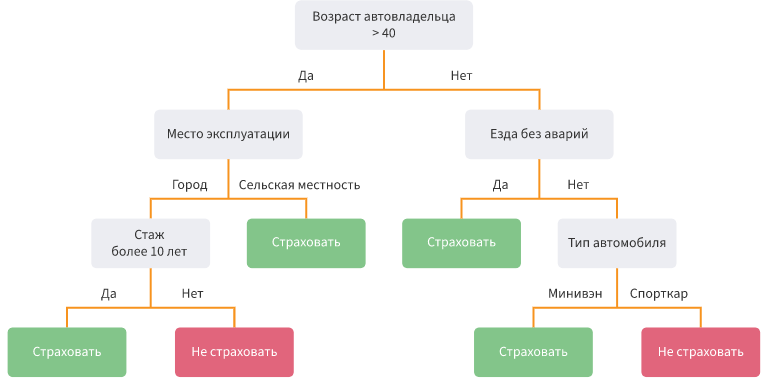 Возраст автовладельца
> 40
Да
Нет
Место эксплуатации
Езда без аварий
Город
Сельская местность
Да
Нет
Стаж
более 10 лет
Страховать
Страховать
Тип автомобиля
Да
Нет
Минивэн
Спорткар
Страховать
Не страховать
Страховать
Не страховать